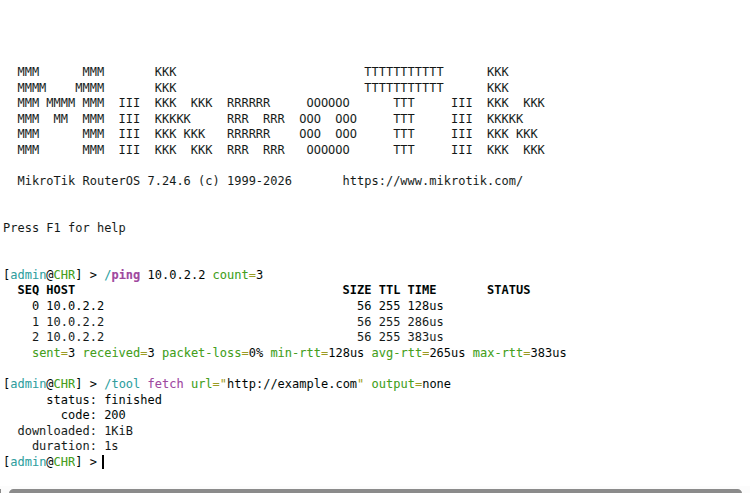 MMM      MMM       KKK                          TTTTTTTTTTT      KKK
MMMM    MMMM       KKK                          TTTTTTTTTTT      KKK
MMM MMMM MMM  III  KKK  KKK  RRRRRR     OOOOOO      TTT     III  KKK  KKK
MMM  MM  MMM  III  KKKKK     RRR  RRR  OOO  OOO     TTT     III  KKKKK
MMM      MMM  III  KKK KKK   RRRRRR    OOO  OOO     TTT     III  KKK KKK
MMM      MMM  III  KKK  KKK  RRR  RRR   OOOOOO      TTT     III  KKK  KKK
MikroTik RouterOS 7.24.6 (c) 1999-2026       https://www.mikrotik.com/
Press F1 for help
[admin@CHR] > /ping 10.0.2.2 count=3
SEQ HOST                                     SIZE TTL TIME       STATUS
0 10.0.2.2                                   56 255 128us
1 10.0.2.2                                   56 255 286us
2 10.0.2.2                                   56 255 383us
sent=3 received=3 packet-loss=0% min-rtt=128us avg-rtt=265us max-rtt=383us
[admin@CHR] > /tool fetch url="http://example.com" output=none
status: finished
code: 200
downloaded: 1KiB
duration: 1s
[admin@CHR] >